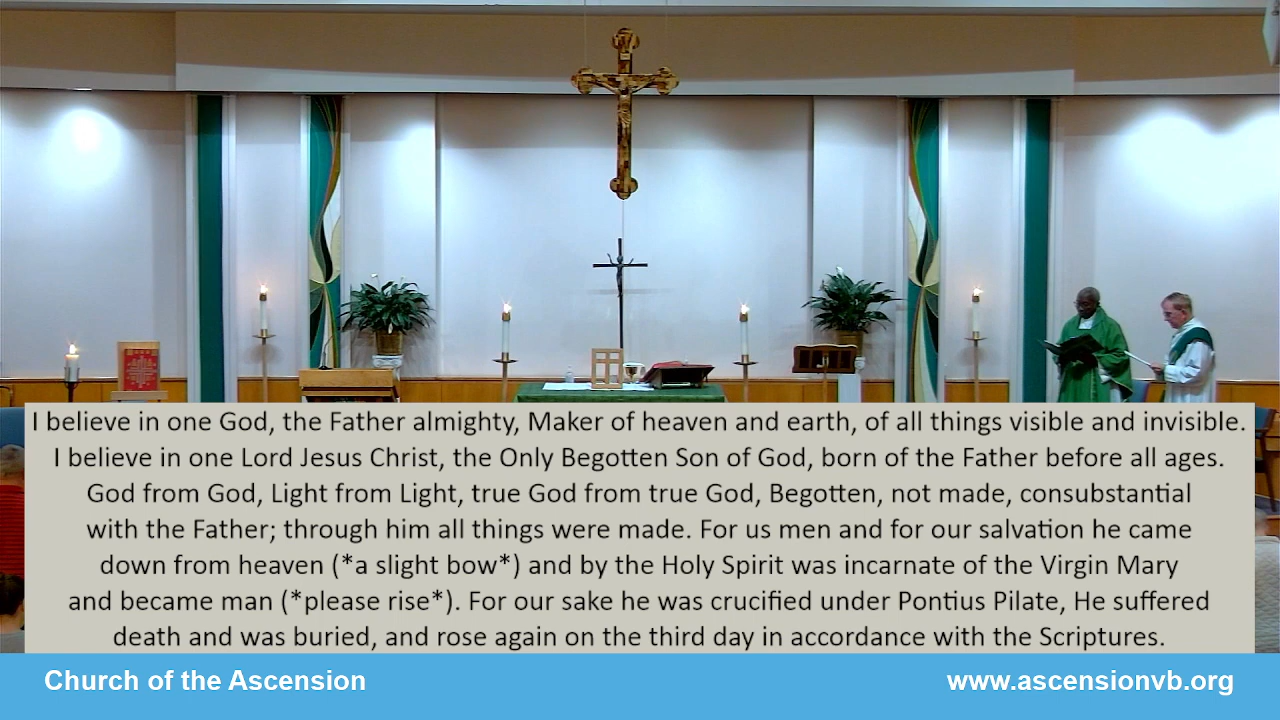 I believe in one God, the Father almighty, Maker of heaven and earth, of all things visible and invisible.
I believe in one Lord Jesus Christ, the Only Begotten Son of God, born of the Father before all ages.
God from God, Light from Light, true God from true God, Begotten, not made, consubstantial
with the Father; through him all things were made. For us men and for our salvation he came
down from heaven (*a slight bow*) and by the Holy Spirit was incarnate of the Virgin Mary
and became man (*please rise*). For our sake he was crucified under Pontius Pilate, He suffered
death and was buried, and rose again on the third day in accordance with the Scriptures.
Church of the Ascension
www.ascensionvb.org